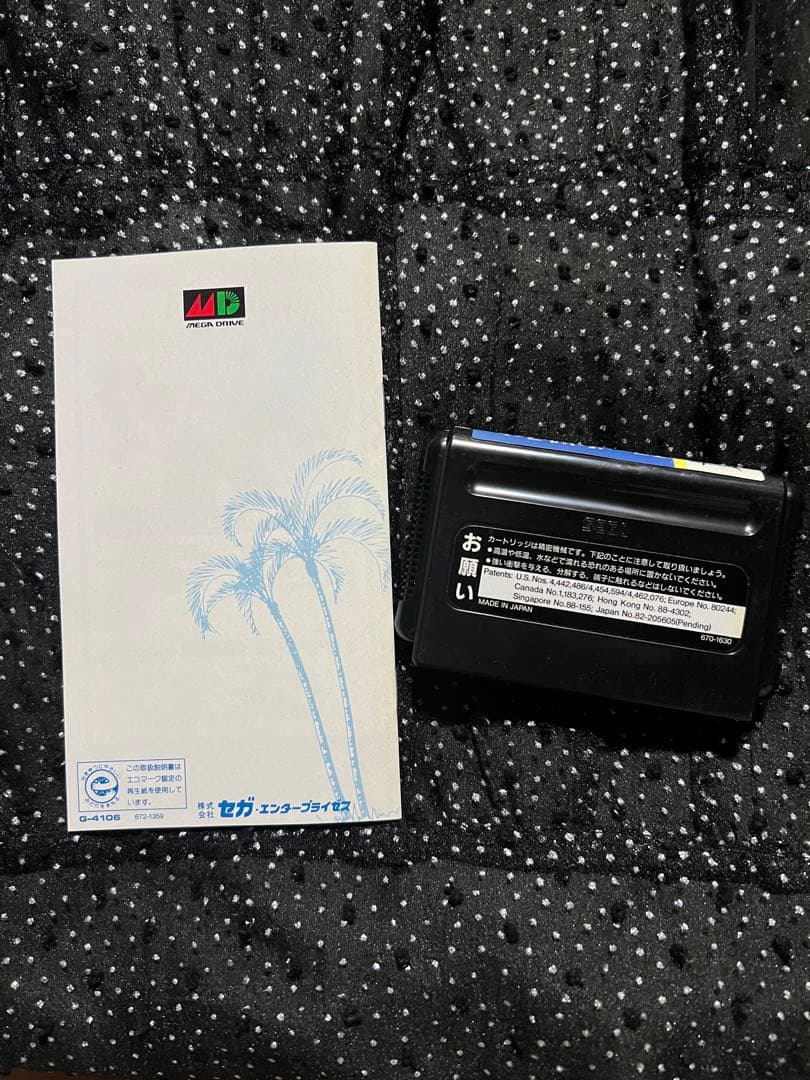 MEGA DRIVE
この取扱説明書は
エコマーク認定の
再生紙を使用して
います。
G-4106 672-1359
株式会社 セガ・エンタープライゼス
SEGA
お願い
カートリッジは精密機械です。下記のことに注意して取り扱いましょう。
●高温や低温、水などで濡れる恐れのある場所に置かないでください。
●強い衝撃を与える、分解する、端子に触れるなどはしないでください。
Patents: U.S. Nos. 4,442,486/4,454,594/4,462,076; Europe No. 80244;
Canada No.1,183,276; Hong Kong No. 88-4302;
Singapore No.88-155; Japan No.82-205605(Pending)
MADE IN JAPAN
670-1630